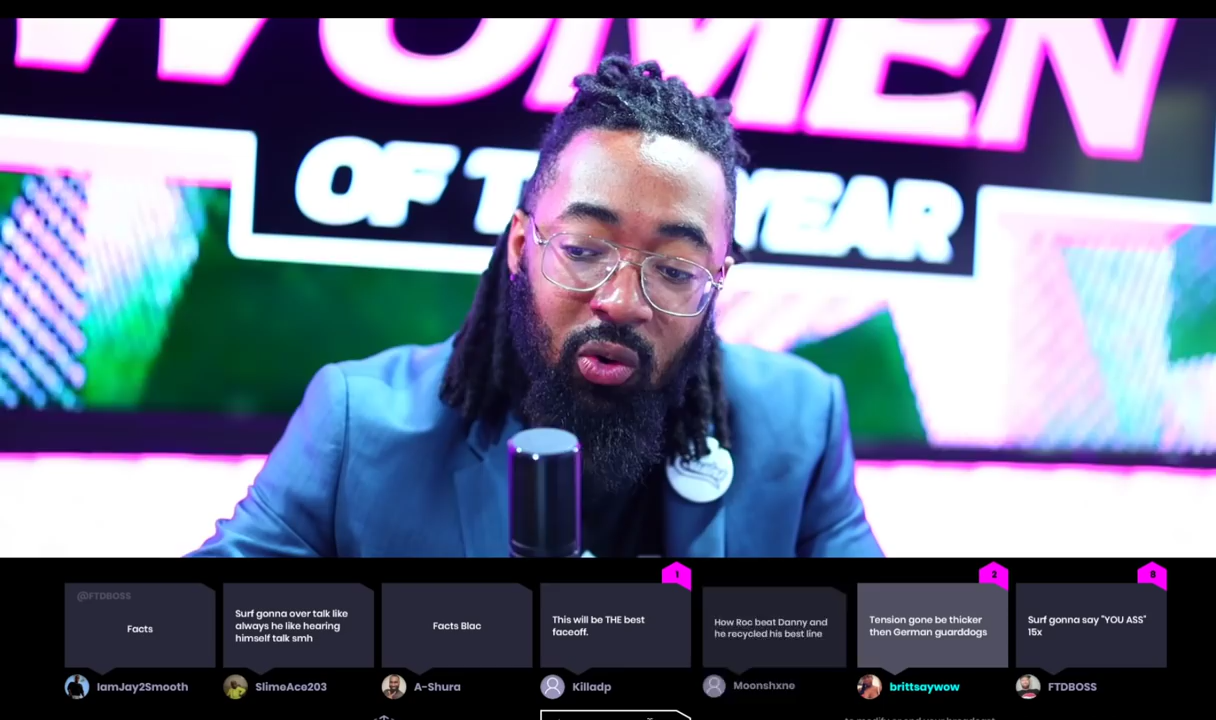 WOMEN
OF T YEAR
1
2
8
@FTDBOSS
Facts
Surf gonna over talk like
always he like hearing
himself talk smh
Facts Blac
This will be THE best
faceoff.
How Roc beat Danny and
he recycled his best line
Tension gone be thicker
then German guarddogs
Surf gonna say "YOU ASS"
15x
IamJay2Smooth
SlimeAce203
A-Shura
Killadp
Moonshxne
brittsaywow
FTDBOSS